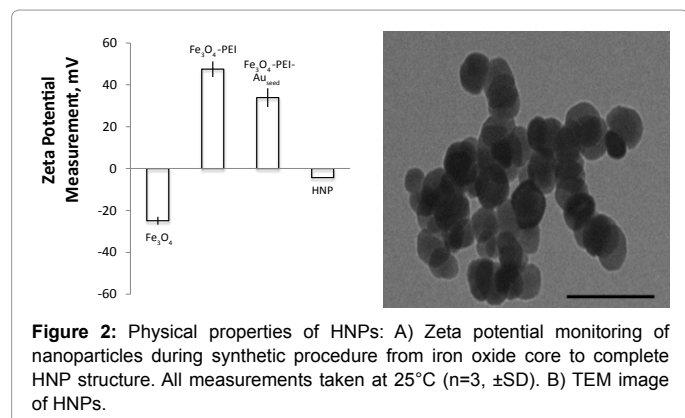 60
40
20
0
-20
-40
-60
Zeta Potential
Measurement, mV
Fe₃O₄
Fe₃O₄-PEI
Fe₃O₄-PEI-
Au_seed
HNP
Figure 2: Physical properties of HNPs: A) Zeta potential monitoring of
nanoparticles during synthetic procedure from iron oxide core to complete
HNP structure. All measurements taken at 25°C (n=3, ±SD). B) TEM image
of HNPs.